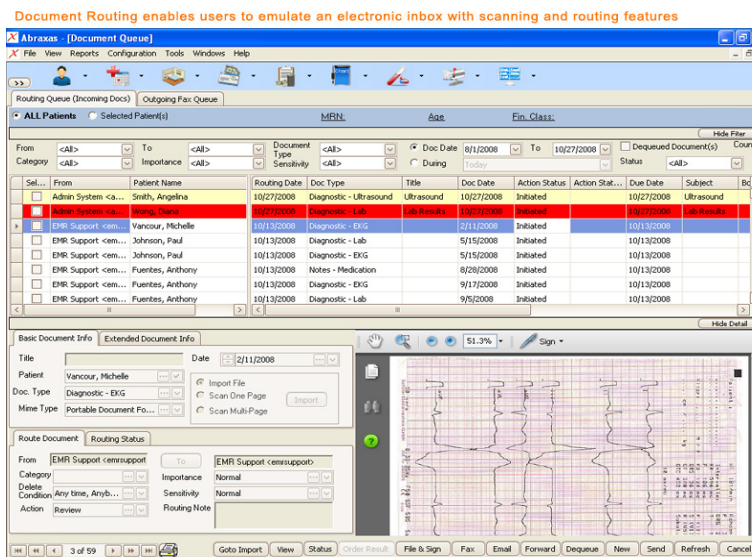 Document Routing enables users to emulate an electronic inbox with scanning and routing features
Abraxas - [Document Queue]
File View Reports Configuration Tools Windows Help
>>
Routing Queue (Incoming Docs) Outgoing Fax Queue
ALL Patients Selected Patient(s) MRN: Age Fin. Class:
Hide Filter
From <All> To <All> Document Type <All> Doc Date 8/1/2008 To 10/27/2008 Dequeued Document(s) Coun
Category <All> Importance <All> Sensitivity <All> During Today Status <All>
Sel... From Patient Name Routing Date Doc Type Title Doc Date Action Status Action Stat... Due Date Subject Bo
Admin System <a... Smith, Angelina 10/27/2008 Diagnostic - Ultrasound Ultrasound 10/27/2008 Initiated 10/27/2008 Ultrasound
Admin System <a... Wong, Diana 10/27/2008 Diagnostic - Lab Lab Results 10/27/2008 Initiated 10/27/2008 Lab Results
EMR Support <em... Vancour, Michelle 10/13/2008 Diagnostic - EKG 2/11/2008 Initiated 10/13/2008
EMR Support <em... Johnson, Paul 10/13/2008 Diagnostic - Lab 5/15/2008 Initiated 10/13/2008
EMR Support <em... Johnson, Paul 10/13/2008 Diagnostic - EKG 5/15/2008 Initiated 10/13/2008
EMR Support <em... Fuentes, Anthony 10/13/2008 Notes - Medication 8/28/2008 Initiated 10/13/2008
EMR Support <em... Fuentes, Anthony 10/13/2008 Diagnostic - EKG 9/17/2008 Initiated 10/13/2008
EMR Support <em... Fuentes, Anthony 10/13/2008 Diagnostic - Lab 9/5/2008 Initiated 10/13/2008
Hide Detail
Basic Document Info Extended Document Info
51.3% Sign
Title Date 2/11/2008
Patient Vancour, Michelle
Import File
Doc. Type Diagnostic - EKG
Scan One Page Import
Mime Type Portable Document Fo...
Scan Multi-Page
Route Document Routing Status
From EMR Support <emrsupport To EMR Support <emrsupport>
Category Importance Normal
Delete Condition Any time, Anyb... Sensitivity Normal
Action Review Routing Note
3 of 59 Goto Import View Status Order Result File & Sign Fax Email Forward Dequeue New Send Refresh Cancel